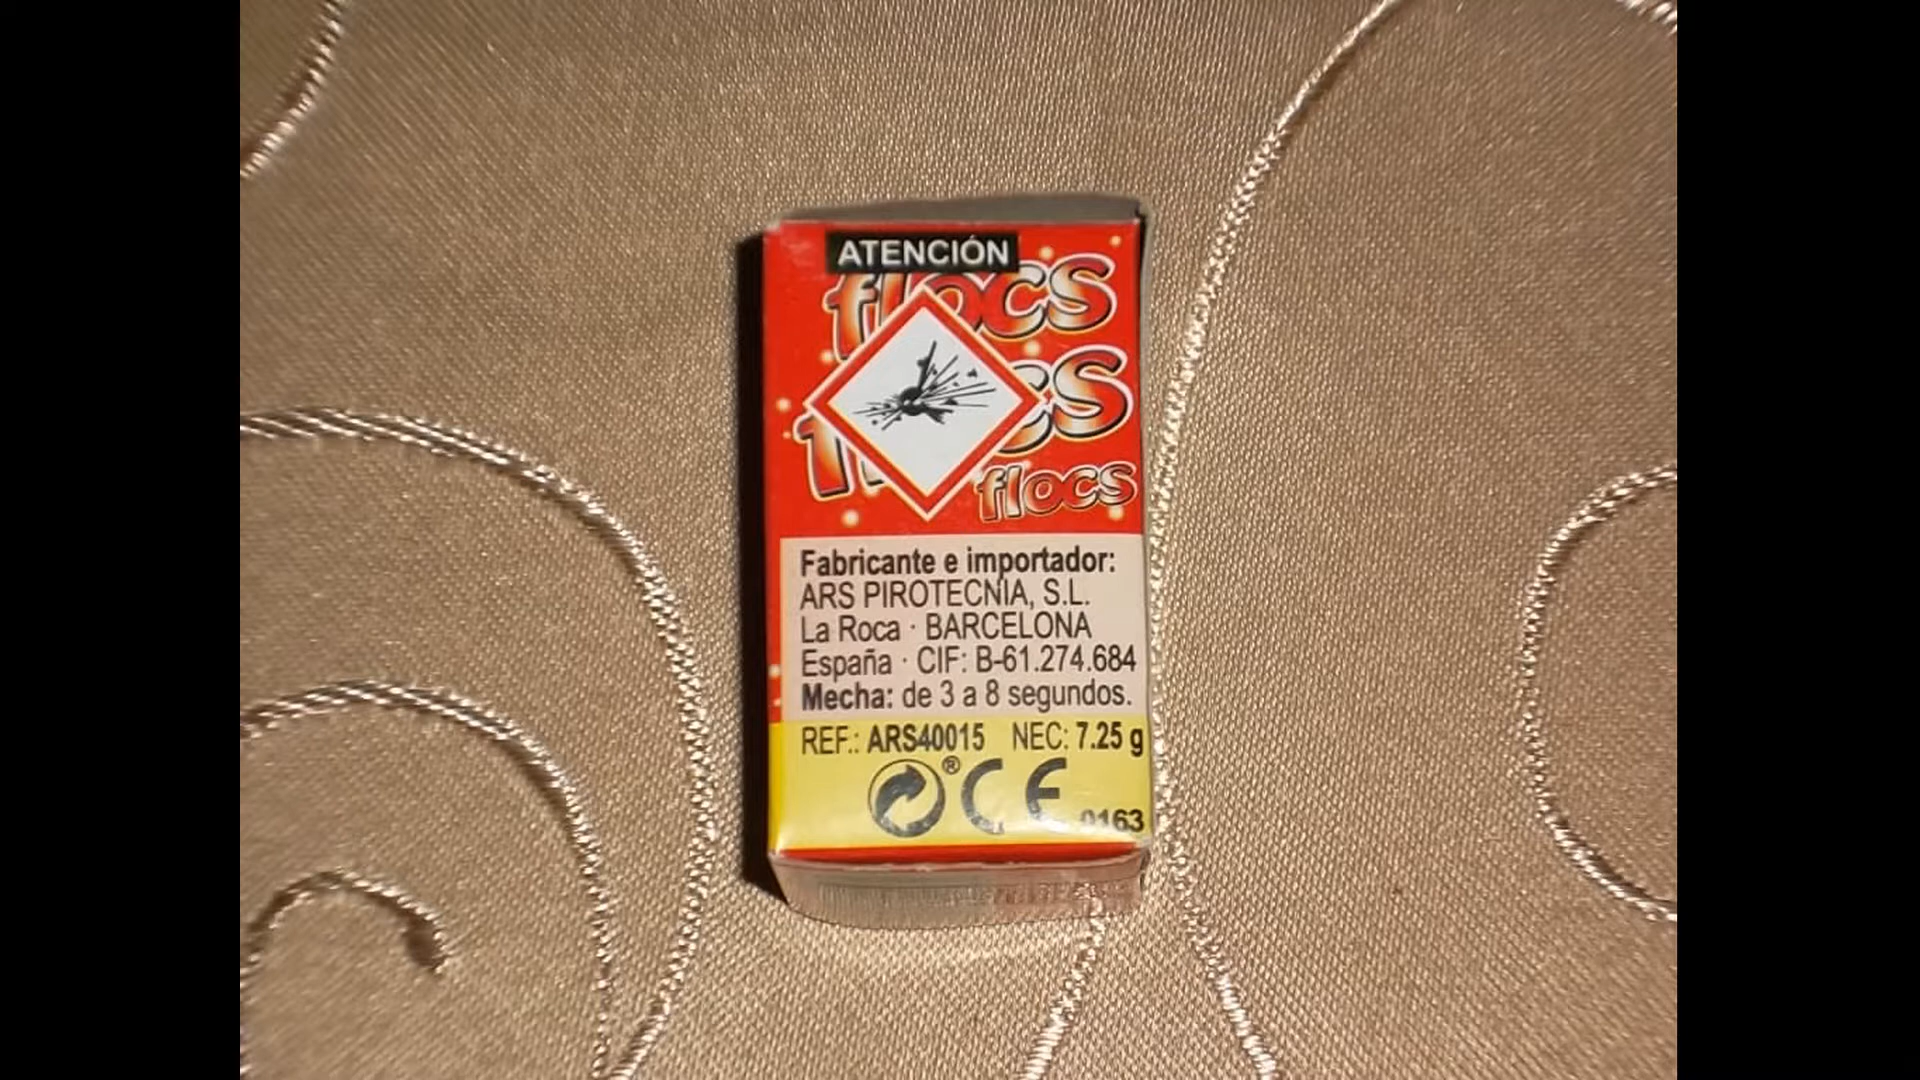 ATENCIÓN
flocs
flocs
Fabricante e importador:
ARS PIROTECNIA, S.L.
La Roca · BARCELONA
España · CIF: B-61.274.684
Mecha: de 3 a 8 segundos.
REF.: ARS40015 NEC: 7.25 g
® CE 0163